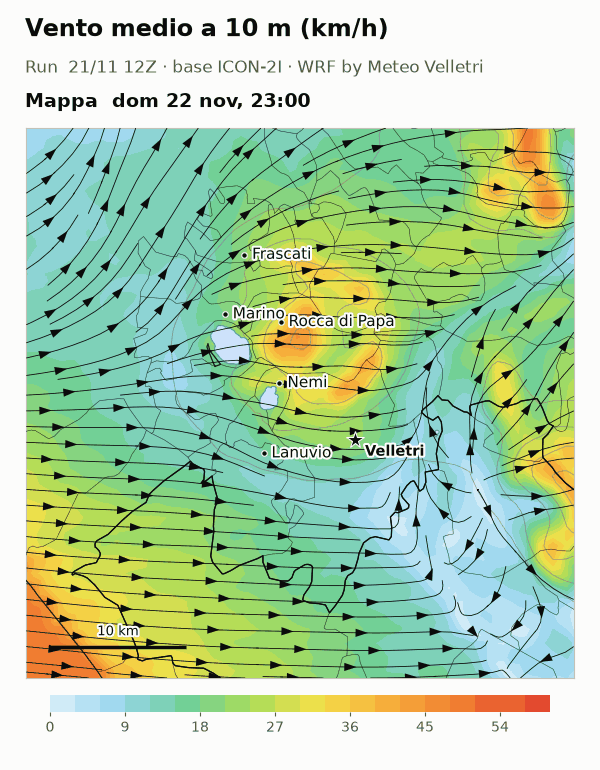 Vento medio a 10 m (km/h)
Run  21/11 12Z · base ICON-2I · WRF by Meteo Velletri
Mappa  dom 22 nov, 23:00
Frascati
Marino
Rocca di Papa
Nemi
Velletri
Lanuvio
10 km
0 9 18 27 36 45 54